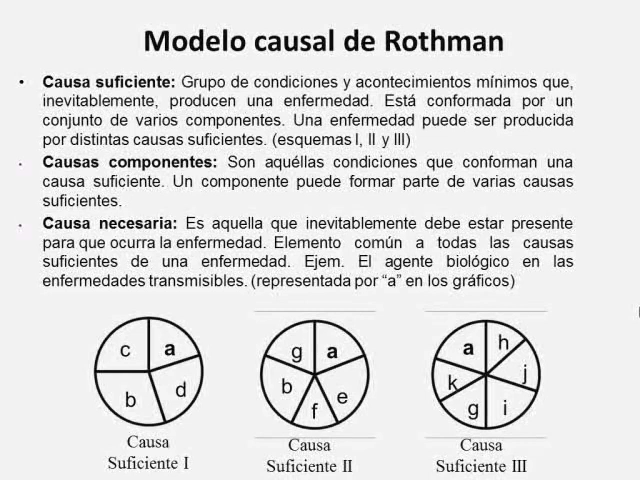 Modelo causal de Rothman
• Causa suficiente: Grupo de condiciones y acontecimientos mínimos que,
inevitablemente, producen una enfermedad. Está conformada por un
conjunto de varios componentes. Una enfermedad puede ser producida
por distintas causas suficientes. (esquemas I, II y III)
• Causas componentes: Son aquéllas condiciones que conforman una
causa suficiente. Un componente puede formar parte de varias causas
suficientes.
• Causa necesaria: Es aquella que inevitablemente debe estar presente
para que ocurra la enfermedad. Elemento común a todas las causas
suficientes de una enfermedad. Ejem. El agente biológico en las
enfermedades transmisibles. (representada por “a” en los gráficos)
c a
b d
Causa
Suficiente I
g a
b e
f
Causa
Suficiente II
a h
k j
g i
Causa
Suficiente III